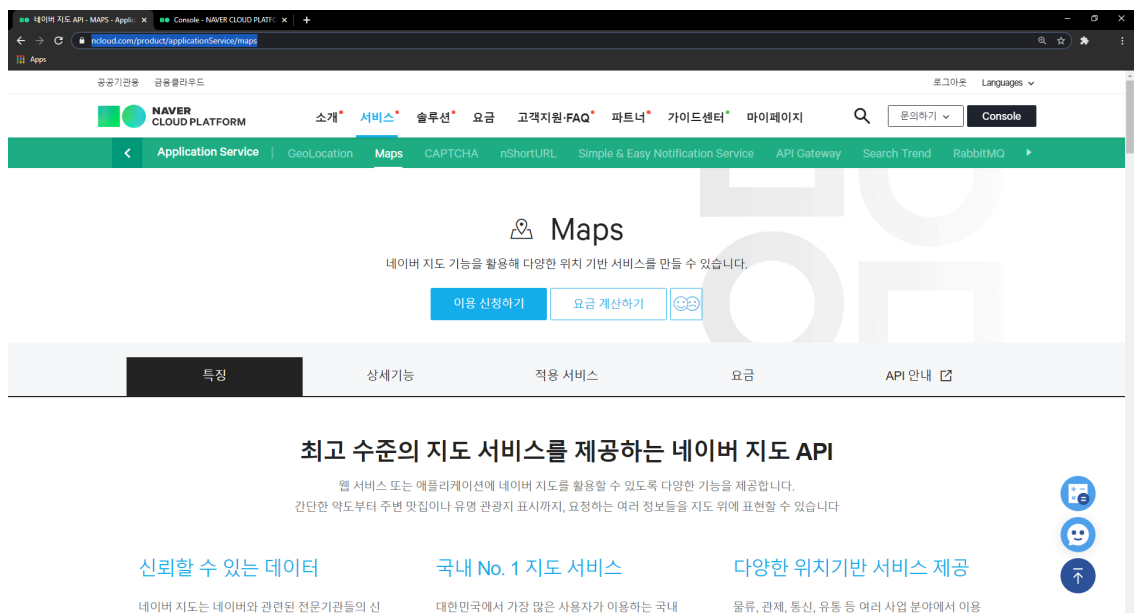 네이버 지도 API - MAPS - Applic
Console - NAVER CLOUD PLATFO
ncloud.com/product/applicationService/maps
Apps
공공기관용 금융클라우드 로그아웃 Languages
NAVER
CLOUD PLATFORM
소개 서비스 솔루션 요금 고객지원·FAQ 파트너 가이드센터 마이페이지 문의하기 Console
Application Service | GeoLocation Maps CAPTCHA nShortURL Simple & Easy Notification Service API Gateway Search Trend RabbitMQ
Maps
네이버 지도 기능을 활용해 다양한 위치 기반 서비스를 만들 수 있습니다.
이용 신청하기 요금 계산하기
특징 상세기능 적용 서비스 요금 API 안내
최고 수준의 지도 서비스를 제공하는 네이버 지도 API
웹 서비스 또는 애플리케이션에 네이버 지도를 활용할 수 있도록 다양한 기능을 제공합니다.
간단한 약도부터 주변 맛집이나 유명 관광지 표시까지, 요청하는 여러 정보들을 지도 위에 표현할 수 있습니다
신뢰할 수 있는 데이터 국내 No. 1 지도 서비스 다양한 위치기반 서비스 제공
네이버 지도는 네이버와 관련된 전문기관들의 신 대한민국에서 가장 많은 사용자가 이용하는 국내 물류, 관제, 통신, 유통 등 여러 사업 분야에서 이용